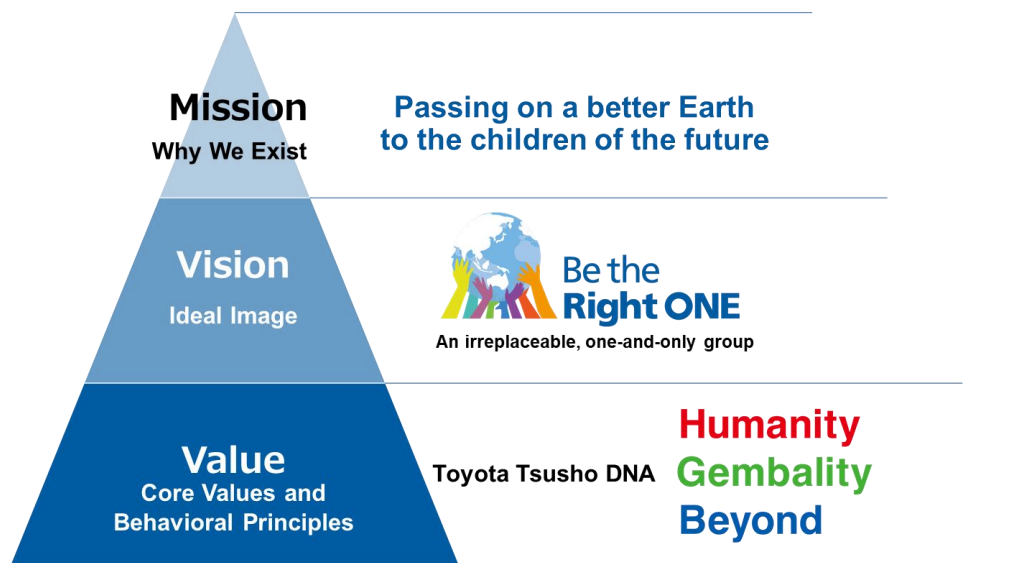 Mission
Why We Exist
Passing on a better Earth
to the children of the future
Vision
Ideal Image
Be the
Right ONE
An irreplaceable, one-and-only group
Value
Core Values and
Behavioral Principles
Toyota Tsusho DNA
Humanity
Gembality
Beyond